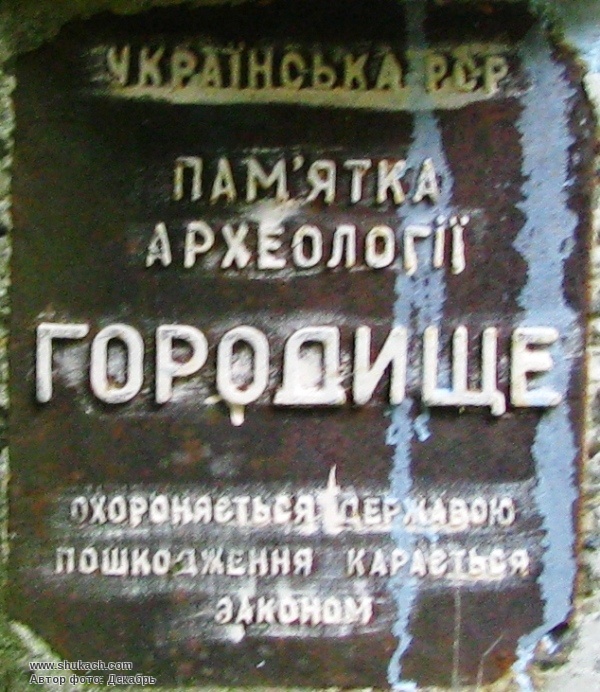 УКРАЇНСЬКА РСР
ПАМ'ЯТКА
АРХЕОЛОГІЇ
ГОРОДИЩЕ
ОХОРОНЯЄТЬСЯ ДЕРЖАВОЮ
ПОШКОДЖЕННЯ КАРАЄТЬСЯ
ЗАКОНОМ
www.shukach.com
Автор фото: Декабрь